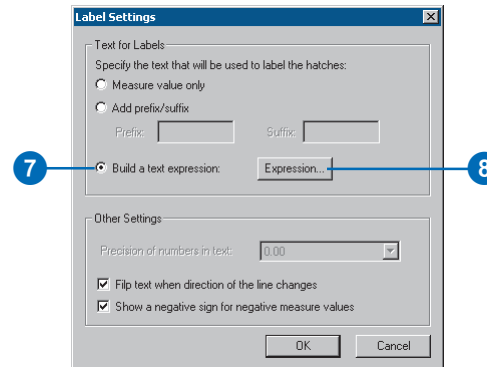 Label Settings
Text for Labels
Specify the text that will be used to label the hatches:
Measure value only
Add prefix/suffix
Prefix:
Suffix:
7
Build a text expression:
Expression...
8
Other Settings
Precision of numbers in text:
0.00
Filp text when direction of the line changes
Show a negative sign for negative measure values
OK
Cancel